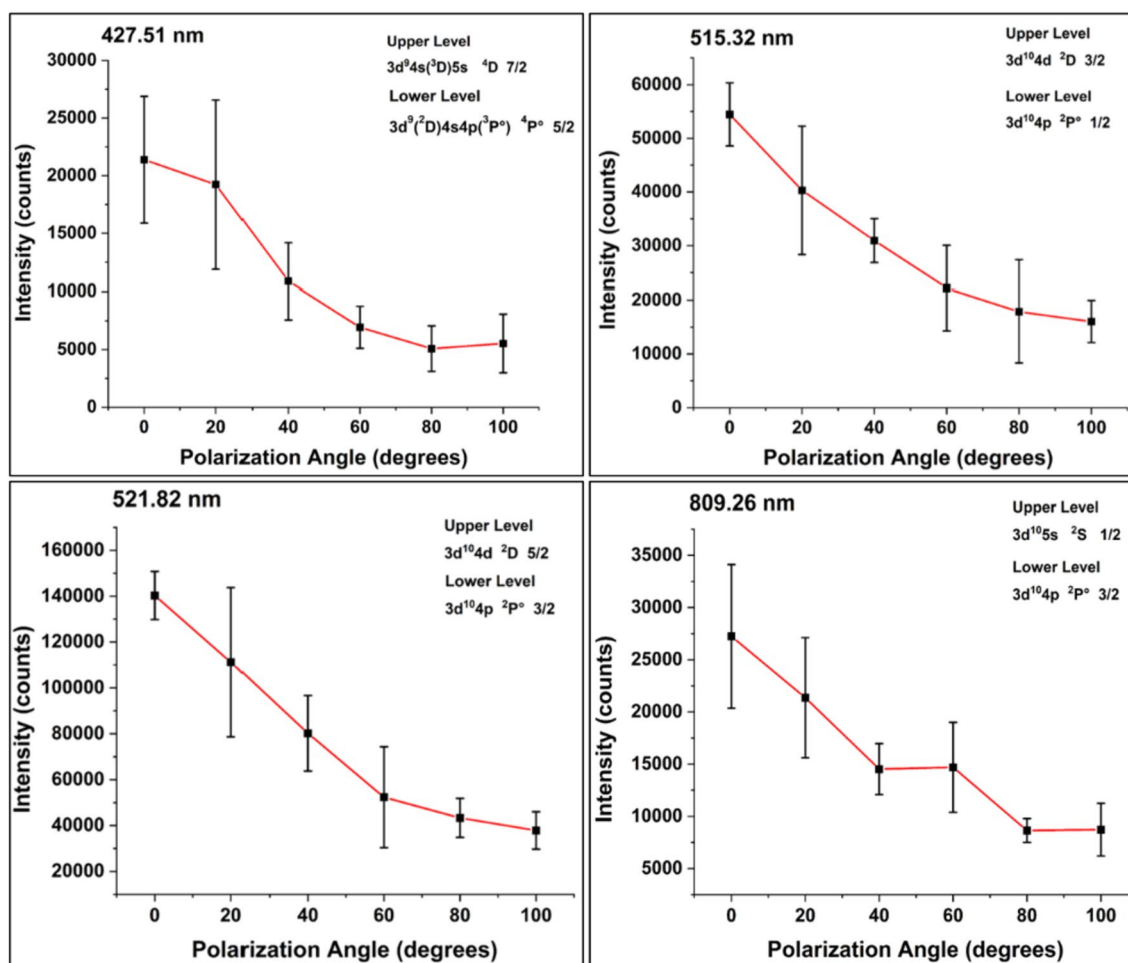 427.51 nm
Upper Level
3d⁹4s(³D)5s ⁴D 7/2
Lower Level
3d⁹(²D)4s4p(³P°) ⁴P° 5/2
30000
25000
20000
15000
10000
5000
0
Intensity (counts)
0 20 40 60 80 100
Polarization Angle (degrees)
515.32 nm
Upper Level
3d¹⁰4d ²D 3/2
Lower Level
3d¹⁰4p ²P° 1/2
60000
50000
40000
30000
20000
10000
0
Intensity (counts)
0 20 40 60 80 100
Polarization Angle (degrees)
521.82 nm
Upper Level
3d¹⁰4d ²D 5/2
Lower Level
3d¹⁰4p ²P° 3/2
160000
140000
120000
100000
80000
60000
40000
20000
Intensity (counts)
0 20 40 60 80 100
Polarization Angle (degrees)
809.26 nm
Upper Level
3d¹⁰5s ²S 1/2
Lower Level
3d¹⁰4p ²P° 3/2
35000
30000
25000
20000
15000
10000
5000
Intensity (counts)
0 20 40 60 80 100
Polarization Angle (degrees)